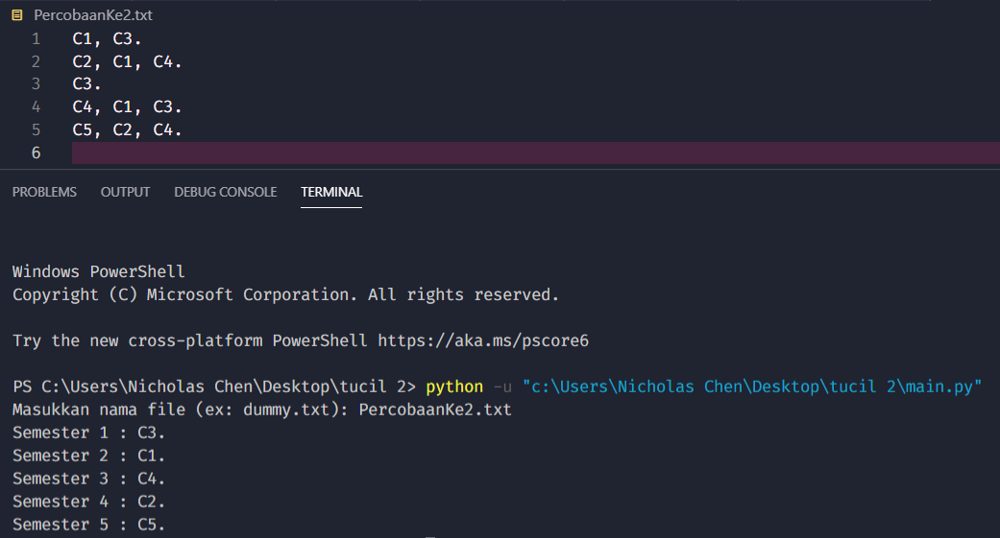 PercobaanKe2.txt
1 C1, C3.
2 C2, C1, C4.
3 C3.
4 C4, C1, C3.
5 C5, C2, C4.
6
PROBLEMS OUTPUT DEBUG CONSOLE TERMINAL
Windows PowerShell
Copyright (C) Microsoft Corporation. All rights reserved.
Try the new cross-platform PowerShell https://aka.ms/pscore6
PS C:\Users\Nicholas Chen\Desktop\tucil 2> python -u "c:\Users\Nicholas Chen\Desktop\tucil 2\main.py"
Masukkan nama file (ex: dummy.txt): PercobaanKe2.txt
Semester 1 : C3.
Semester 2 : C1.
Semester 3 : C4.
Semester 4 : C2.
Semester 5 : C5.